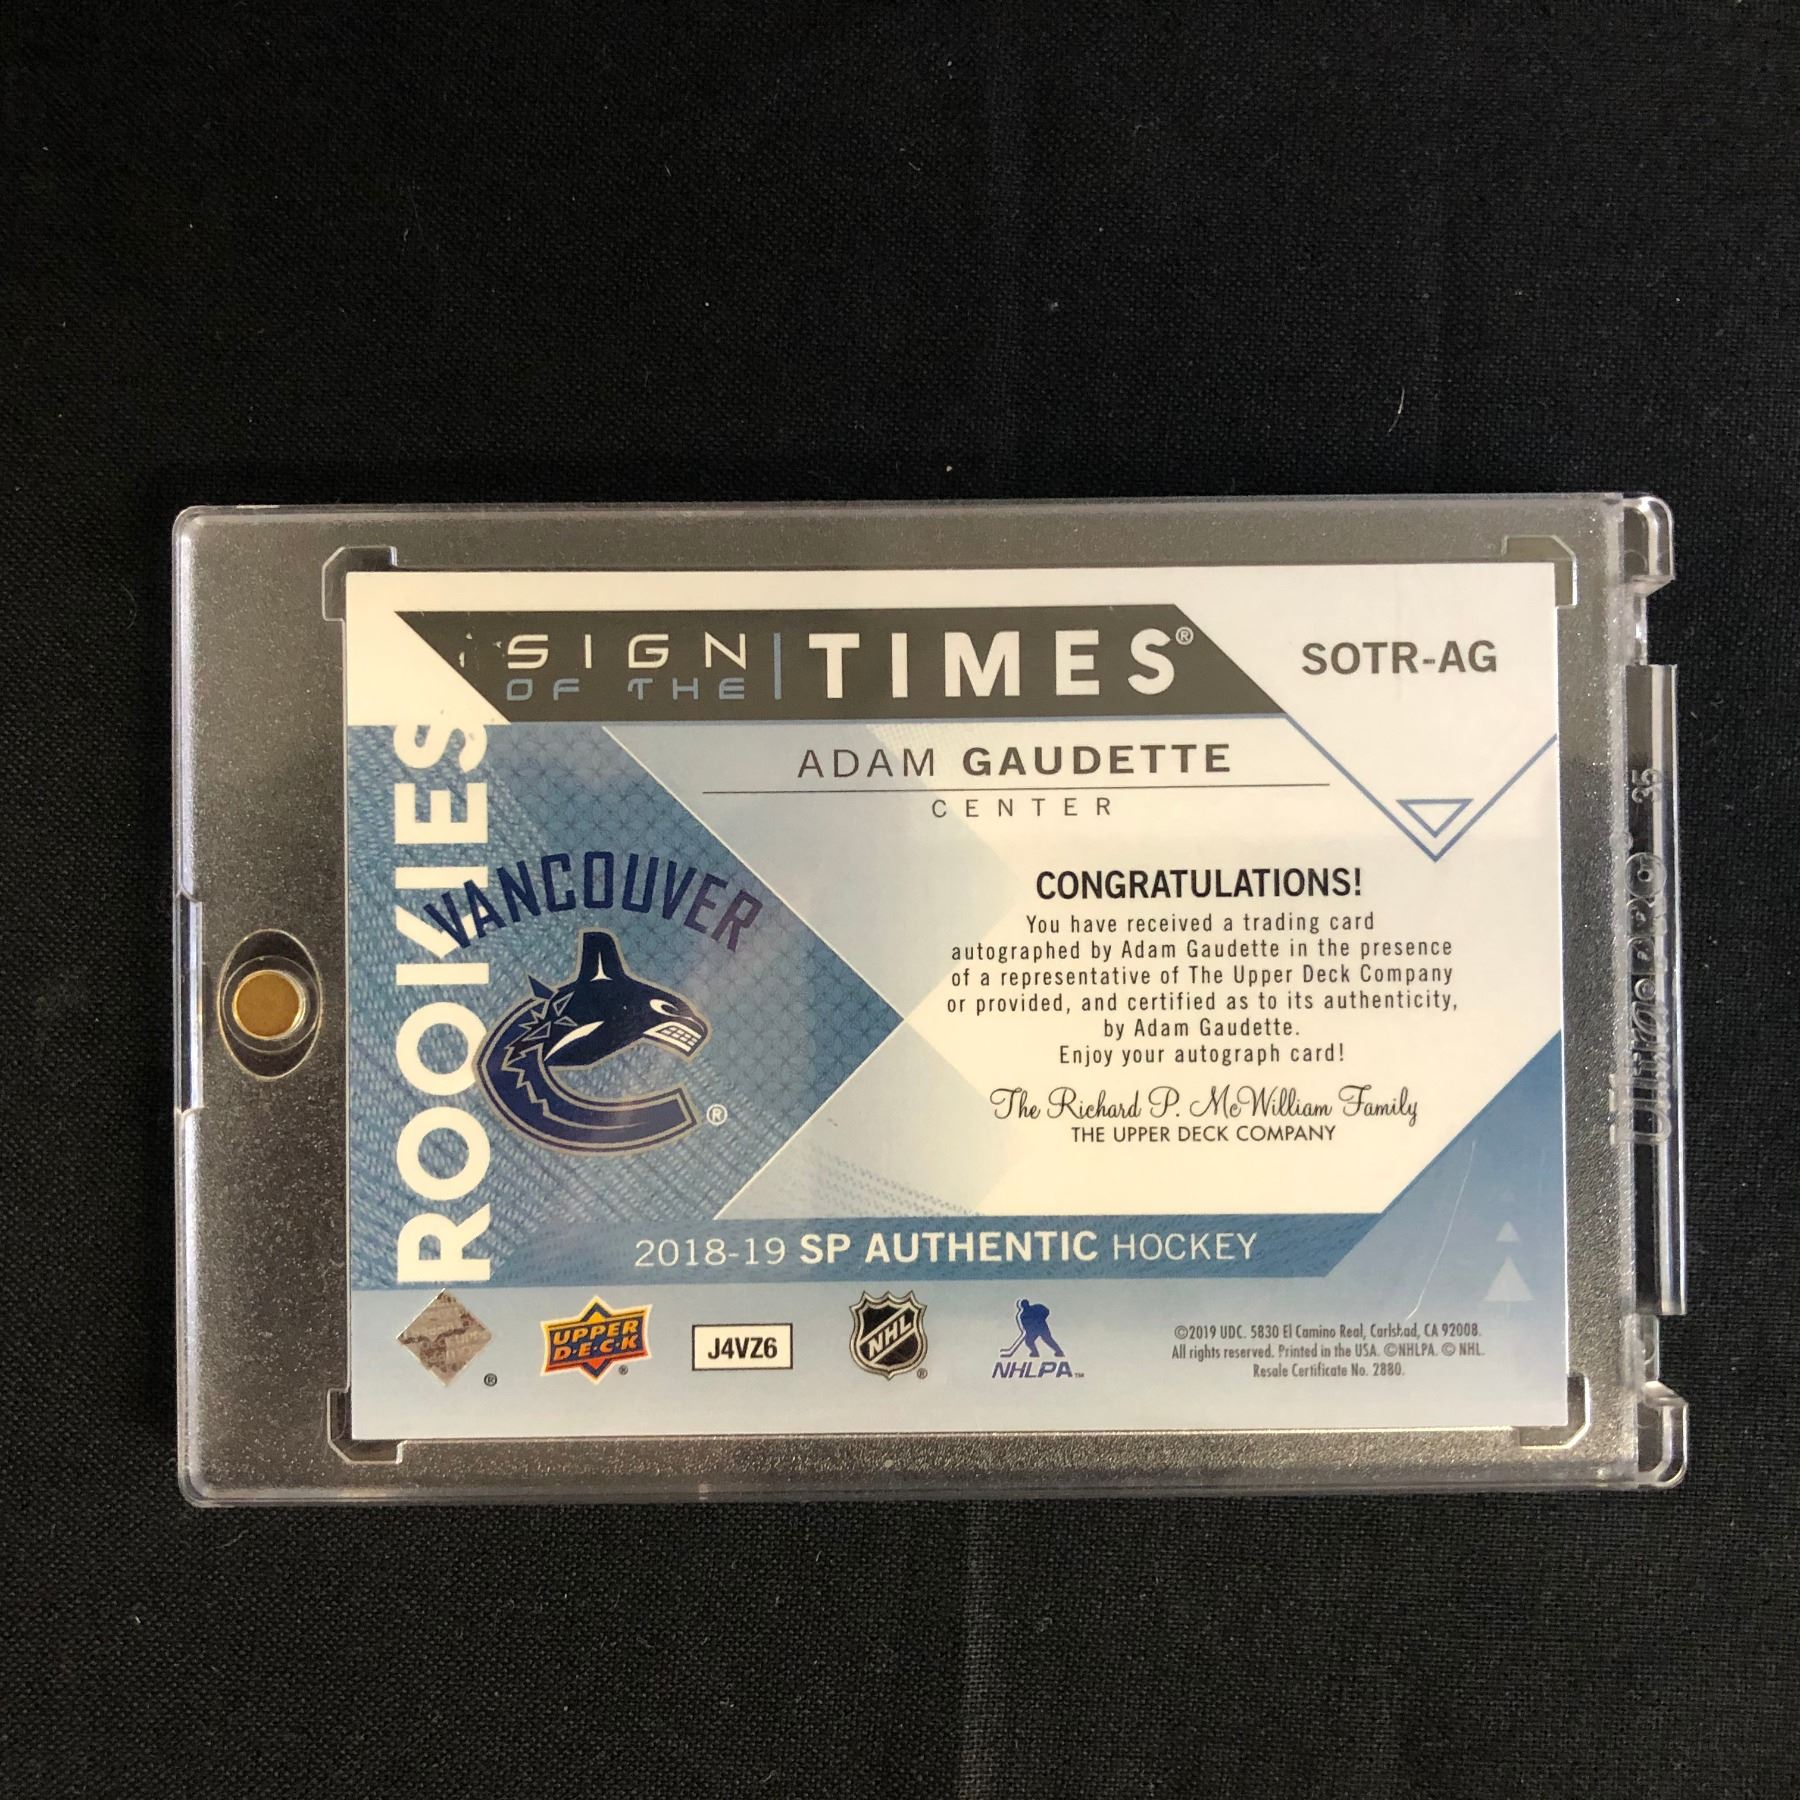 SIGN OF THE TIMES®
SOTR-AG
ROOKIES
ADAM GAUDETTE
CENTER
VANCOUVER
®
CONGRATULATIONS!
You have received a trading card
autographed by Adam Gaudette in the presence
of a representative of The Upper Deck Company
or provided, and certified as to its authenticity,
by Adam Gaudette.
Enjoy your autograph card!
The Richard P. McWilliam Family
THE UPPER DECK COMPANY
2018-19 SP AUTHENTIC HOCKEY
®
UPPER
D·E·C·K
®
J4VZ6
NHL
®
NHLPA™
©2019 UDC. 5830 El Camino Real, Carlsbad, CA 92008.
All rights reserved. Printed in the USA. ©NHLPA. © NHL.
Resale Certificate No. 2880.
Ultra PRO® 35